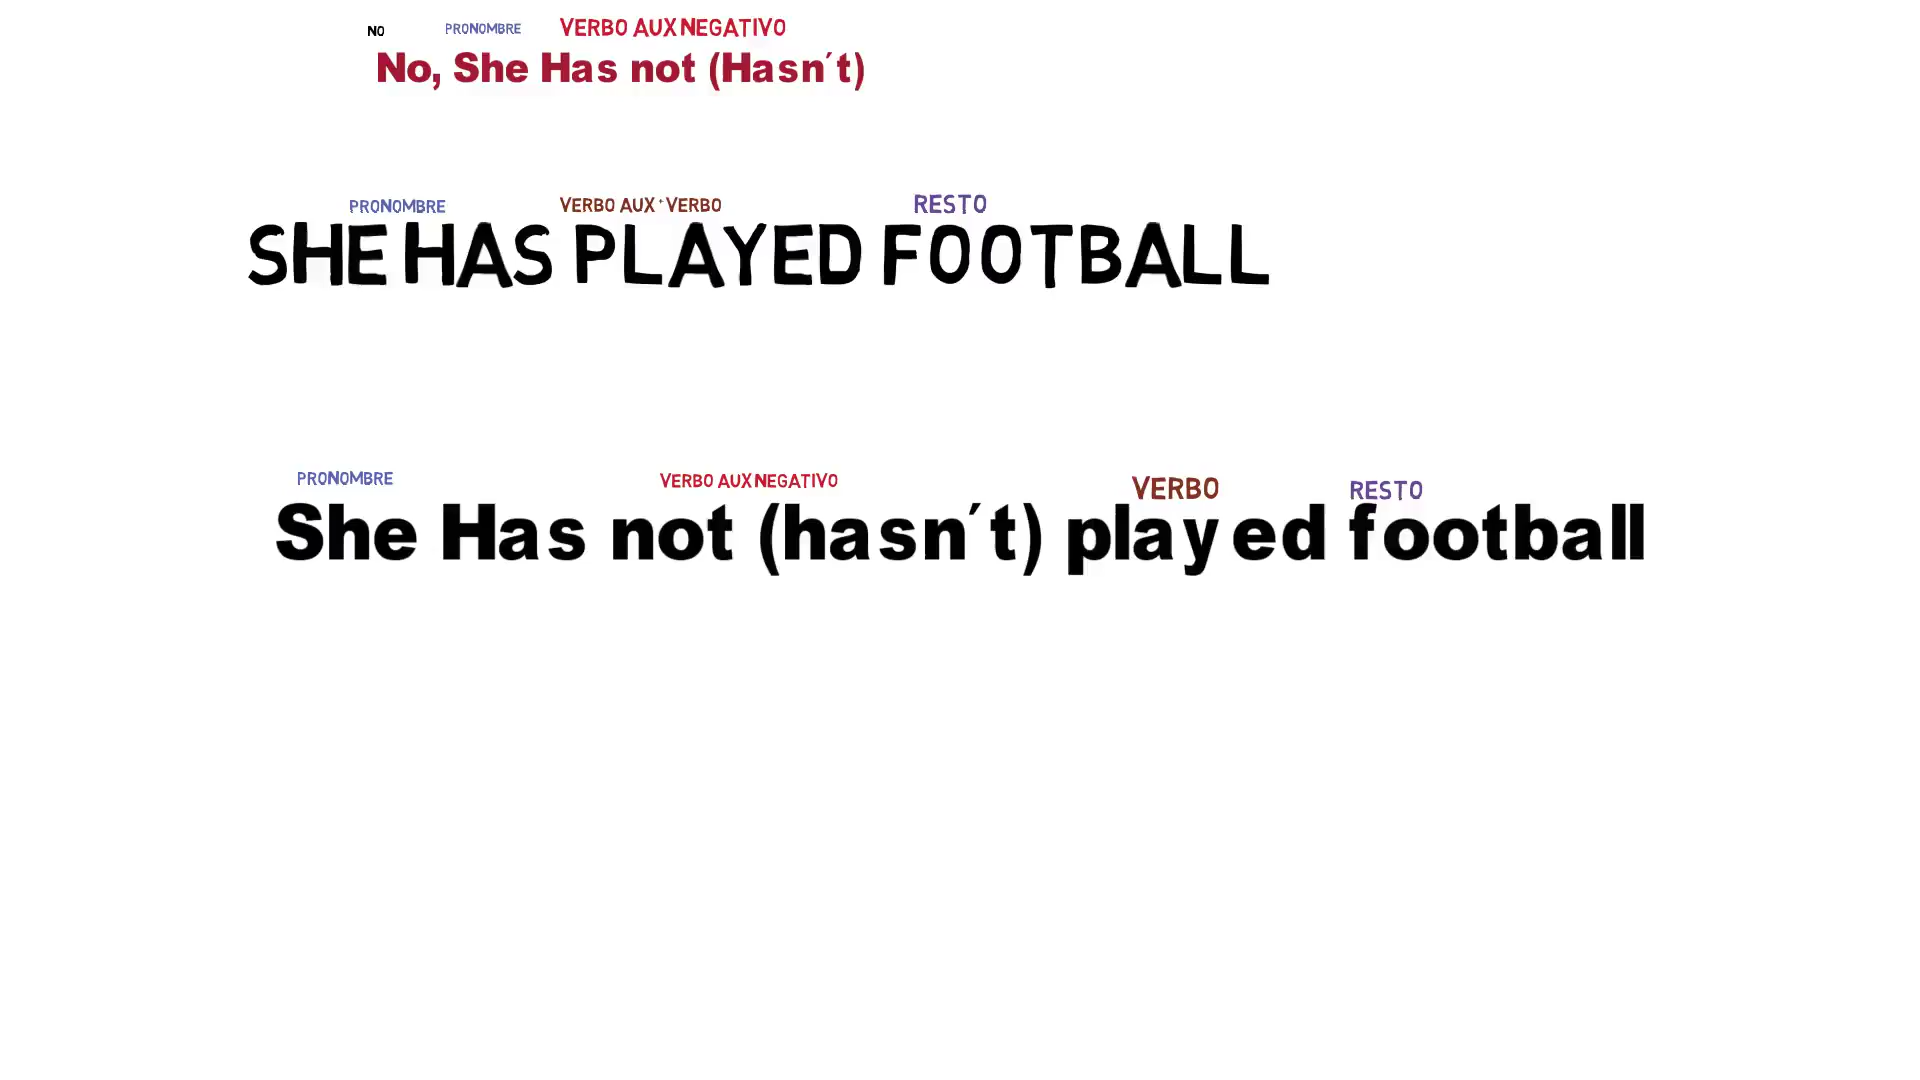 NO PRONOMBRE VERBO AUX NEGATIVO
No, She Has not (Hasn´t)
PRONOMBRE VERBO AUX + VERBO RESTO
SHE HAS PLAYED FOOTBALL
PRONOMBRE VERBO AUX NEGATIVO VERBO RESTO
She Has not (hasn´t) played football